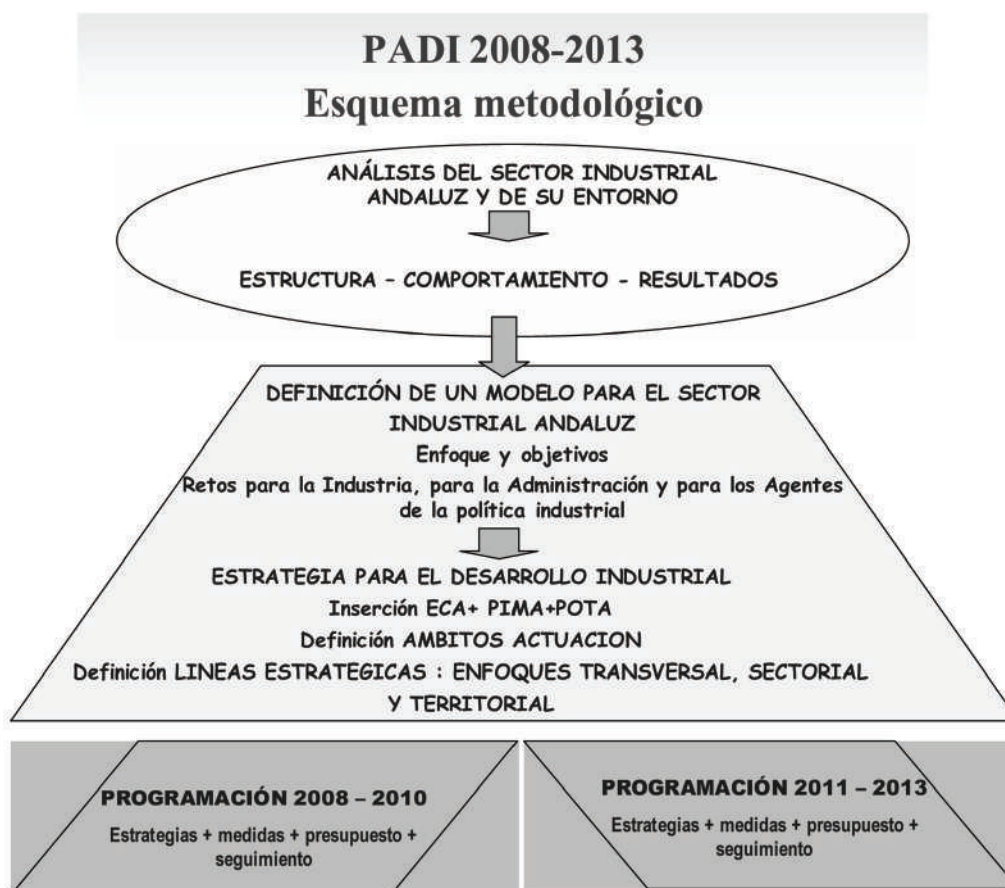 PADI 2008-2013
Esquema metodológico
ANÁLISIS DEL SECTOR INDUSTRIAL
ANDALUZ Y DE SU ENTORNO
ESTRUCTURA – COMPORTAMIENTO - RESULTADOS
DEFINICIÓN DE UN MODELO PARA EL SECTOR
INDUSTRIAL ANDALUZ
Enfoque y objetivos
Retos para la Industria, para la Administración y para los Agentes
de la política industrial
ESTRATEGIA PARA EL DESARROLLO INDUSTRIAL
Inserción ECA+ PIMA+POTA
Definición AMBITOS ACTUACION
Definición LINEAS ESTRATEGICAS : ENFOQUES TRANSVERSAL, SECTORIAL
Y TERRITORIAL
PROGRAMACIÓN 2008 – 2010
Estrategias + medidas + presupuesto +
seguimiento
PROGRAMACIÓN 2011 – 2013
Estrategias + medidas + presupuesto +
seguimiento